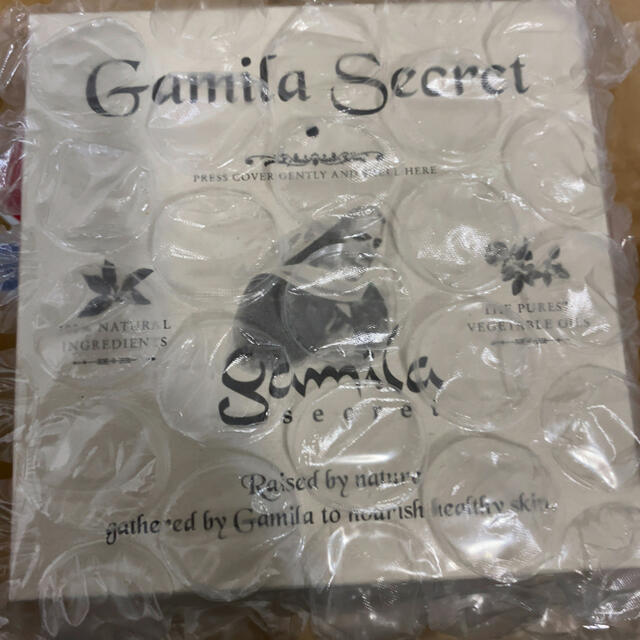 Gamila Secret
PRESS COVER GENTLY AND SMELL HERE
NATURAL
INGREDIENTS
THE PUREST
VEGETABLE OILS
gamila
secret
Raised by nature
gathered by Gamila to nourish healthy skin